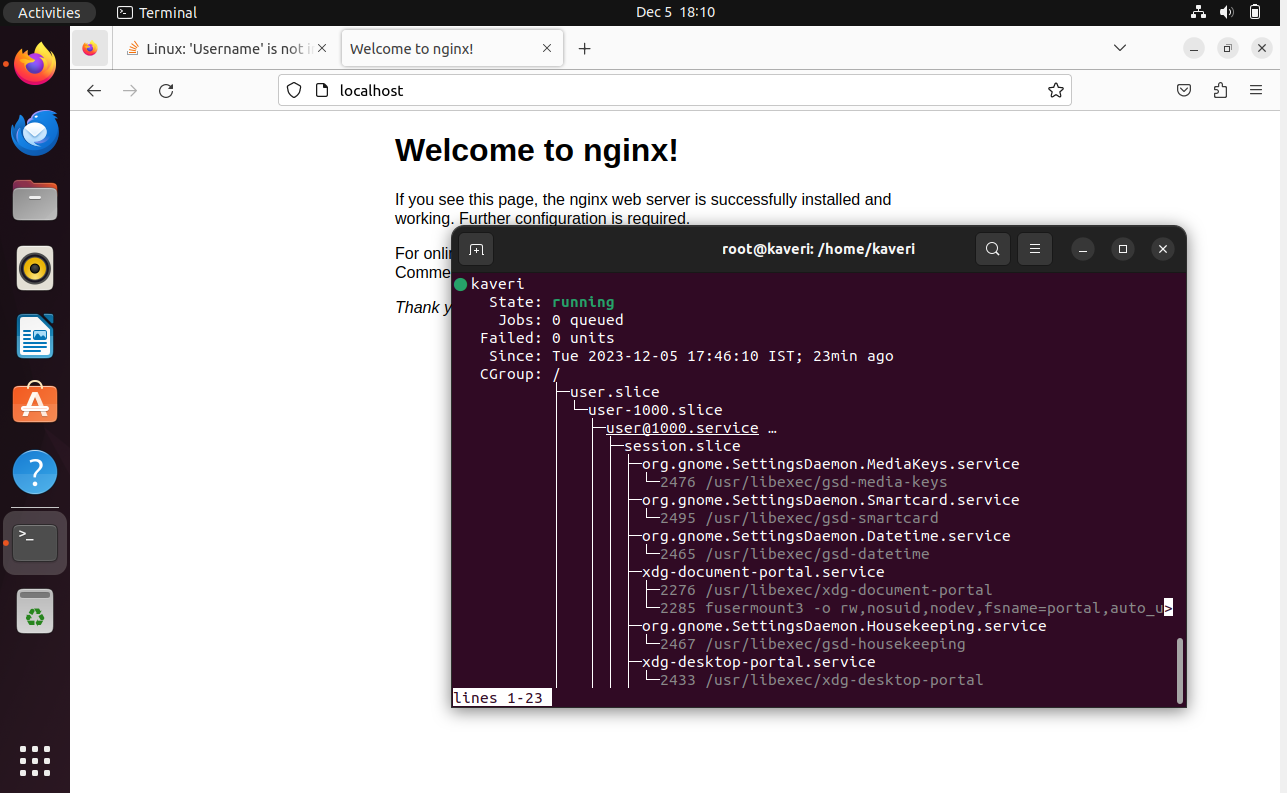 Activities
Terminal
Dec 5 18:10
Linux: 'Username' is not i
Welcome to nginx!
localhost
Welcome to nginx!
If you see this page, the nginx web server is successfully installed and
working. Further configuration is required.
For onli
Comme
Thank y
root@kaveri: /home/kaveri
kaveri
State: running
Jobs: 0 queued
Failed: 0 units
Since: Tue 2023-12-05 17:46:10 IST; 23min ago
CGroup: /
├─user.slice
│ └─user-1000.slice
│   ├─user@1000.service …
│   │ ├─session.slice
│   │ │ ├─org.gnome.SettingsDaemon.MediaKeys.service
│   │ │ │ └─2476 /usr/libexec/gsd-media-keys
│   │ │ ├─org.gnome.SettingsDaemon.Smartcard.service
│   │ │ │ └─2495 /usr/libexec/gsd-smartcard
│   │ │ ├─org.gnome.SettingsDaemon.Datetime.service
│   │ │ │ └─2465 /usr/libexec/gsd-datetime
│   │ │ ├─xdg-document-portal.service
│   │ │ │ ├─2276 /usr/libexec/xdg-document-portal
│   │ │ │ └─2285 fusermount3 -o rw,nosuid,nodev,fsname=portal,auto_u>
│   │ │ ├─org.gnome.SettingsDaemon.Housekeeping.service
│   │ │ │ └─2467 /usr/libexec/gsd-housekeeping
│   │ │ ├─xdg-desktop-portal.service
│   │ │ │ └─2433 /usr/libexec/xdg-desktop-portal
lines 1-23